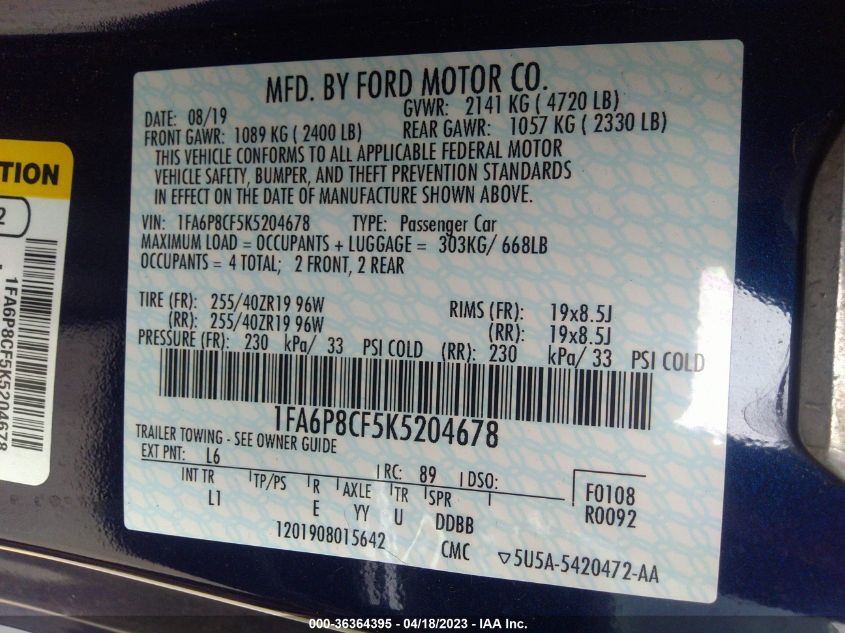 MFD. BY FORD MOTOR CO.
DATE: 08/19 GVWR: 2141 KG ( 4720 LB)
FRONT GAWR: 1089 KG ( 2400 LB) REAR GAWR: 1057 KG ( 2330 LB)
THIS VEHICLE CONFORMS TO ALL APPLICABLE FEDERAL MOTOR
VEHICLE SAFETY, BUMPER, AND THEFT PREVENTION STANDARDS
IN EFFECT ON THE DATE OF MANUFACTURE SHOWN ABOVE.
VIN: 1FA6P8CF5K5204678 TYPE: Passenger Car
MAXIMUM LOAD = OCCUPANTS + LUGGAGE = 303KG/ 668LB
OCCUPANTS = 4 TOTAL; 2 FRONT, 2 REAR
TIRE (FR): 255/40ZR19 96W RIMS (FR): 19x8.5J
(RR): 255/40ZR19 96W (RR): 19x8.5J
PRESSURE (FR): 230 kPa/ 33 PSI COLD (RR): 230 kPa/ 33 PSI COLD
1FA6P8CF5K5204678
TRAILER TOWING - SEE OWNER GUIDE
EXT PNT: L6 RC: 89 DSO:
INT TR TP/PS R AXLE TR SPR
L1 E YY U DDBB
F0108
R0092
1201908015642 CMC ▽5U5A-5420472-AA
TION
2
1FA6P8CF5K5204678
000-36364395 - 04/18/2023 - IAA Inc.